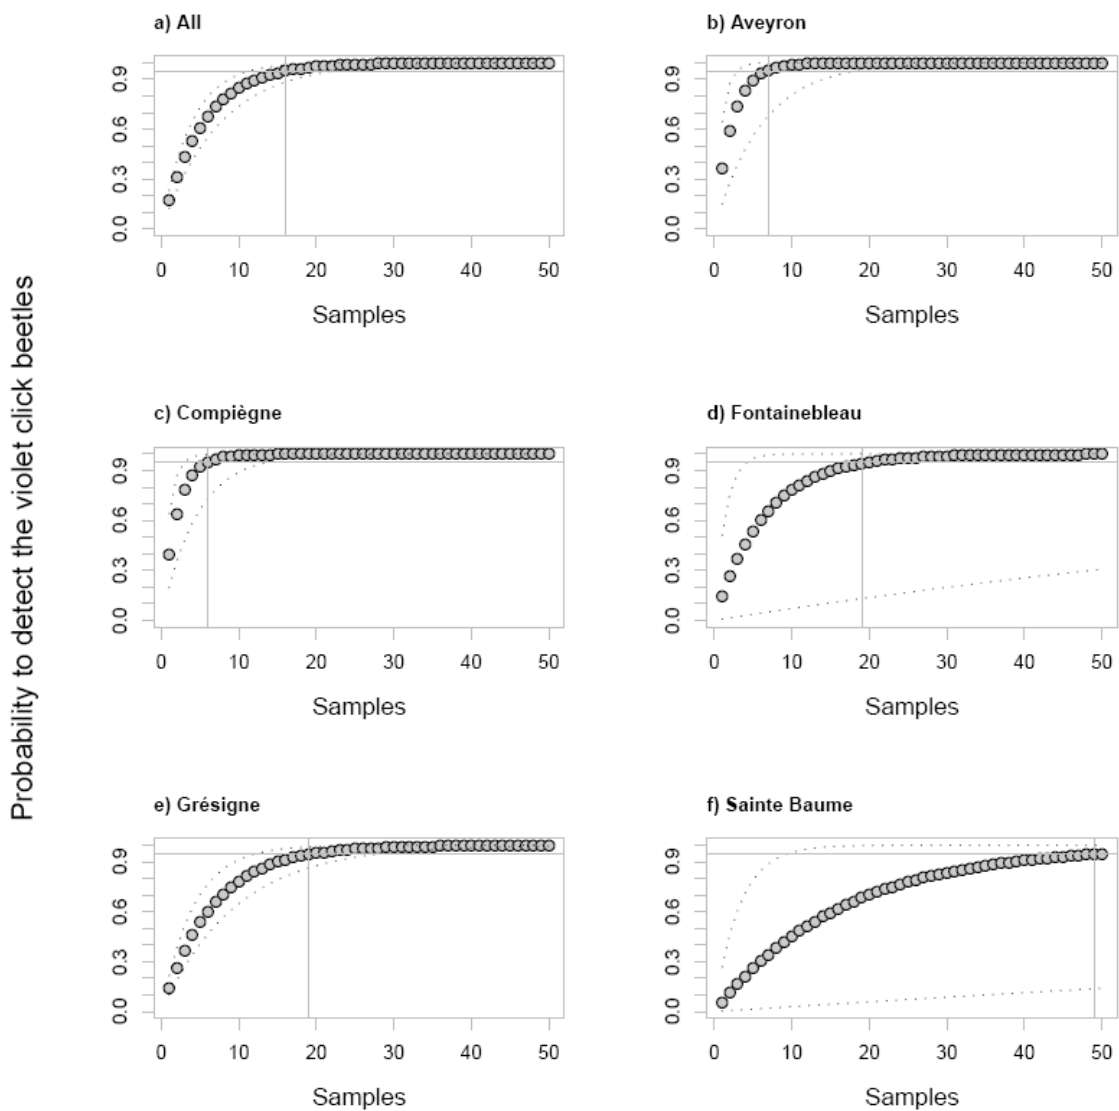 Probability to detect the violet click beetles
a) All
0.9
0.6
0.3
0.0
0 10 20 30 40 50
Samples
b) Aveyron
0.9
0.6
0.3
0.0
0 10 20 30 40 50
Samples
c) Compiègne
0.9
0.6
0.3
0.0
0 10 20 30 40 50
Samples
d) Fontainebleau
0.9
0.6
0.3
0.0
0 10 20 30 40 50
Samples
e) Grésigne
0.9
0.6
0.3
0.0
0 10 20 30 40 50
Samples
f) Sainte Baume
0.9
0.6
0.3
0.0
0 10 20 30 40 50
Samples